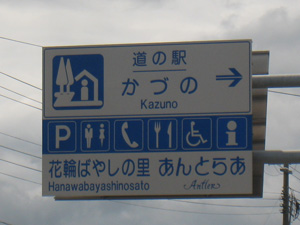 道の駅
かづの
Kazuno
P
i
花輪ばやしの里 あんとらあ
Hanawabayashinosato Antler